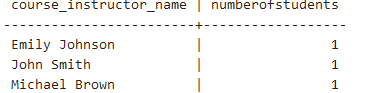 course_instructor_name | numberofstudents
------------------------+------------------
Emily Johnson | 1
John Smith | 1
Michael Brown | 1